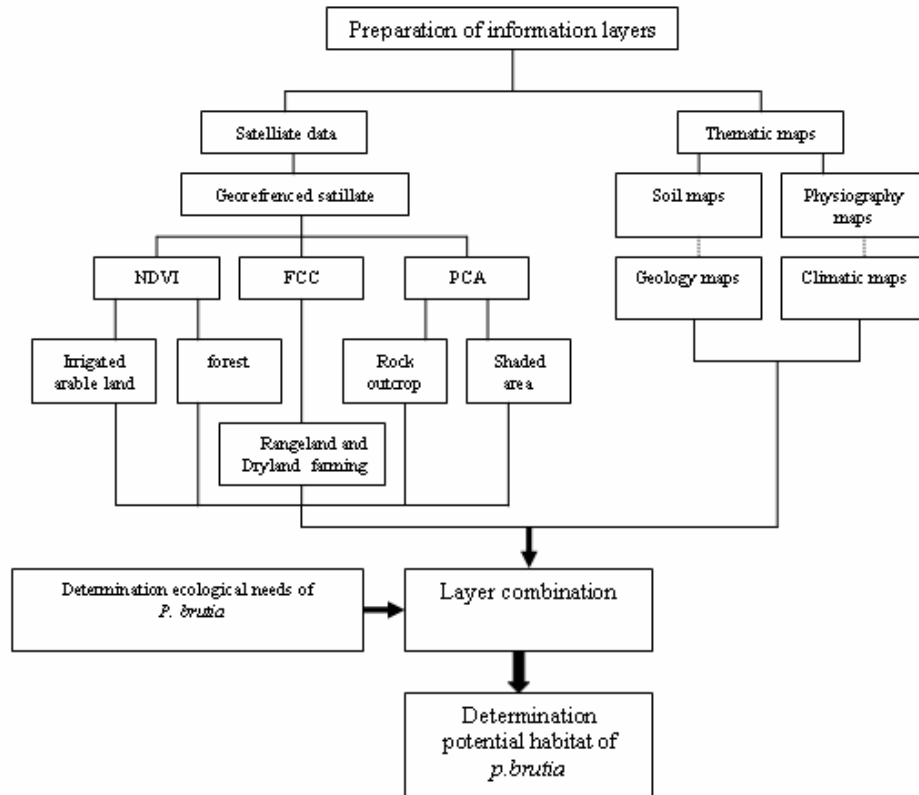 Preparation of information layers
Satelliate data
Thematic maps
Georefrenced satillate
Soil maps
Physiography
maps
NDVI
FCC
PCA
Geology maps
Climatic maps
Irrigated
arable land
forest
Rock
outcrop
Shaded
area
Rangeland and
Dryland farming
Determination ecological needs of
P. brutia
Layer combination
Determination
potential habitat of
p.brutia